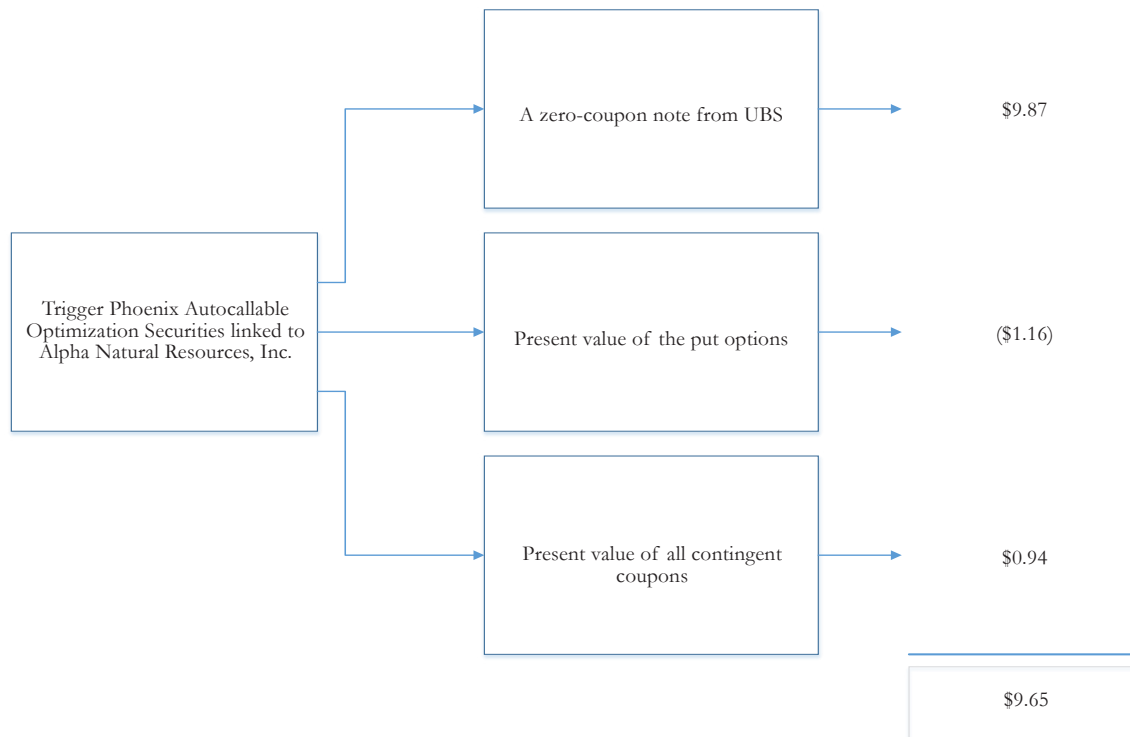 A zero-coupon note from UBS
$9.87
Trigger Phoenix Autocallable
Optimization Securities linked to
Alpha Natural Resources, Inc.
Present value of the put options
($1.16)
Present value of all contingent
coupons
$0.94
$9.65